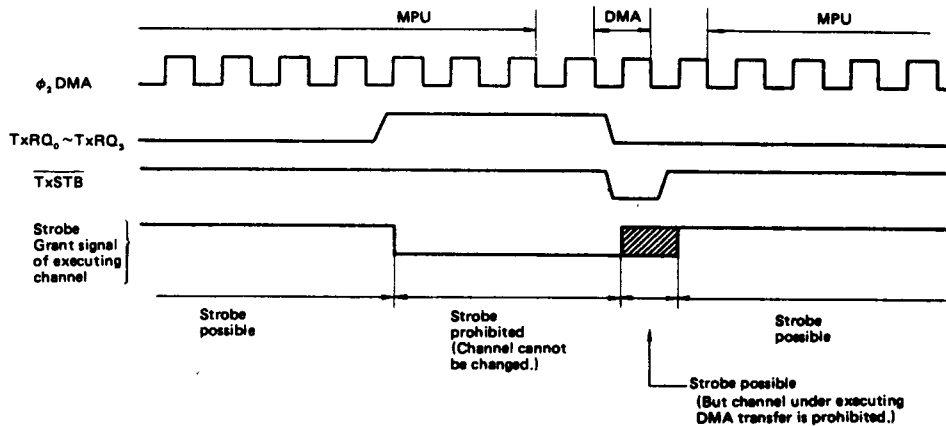 MPU DMA MPU
φ₂ DMA
TxRQ₀ ~TxRQ₃
TxSTB
Strobe
Grant signal
of executing
channel
Strobe
possible
Strobe
prohibited
(Channel cannot
be changed.)
Strobe
possible
Strobe possible
(But channel under executing
DMA transfer is prohibited.)